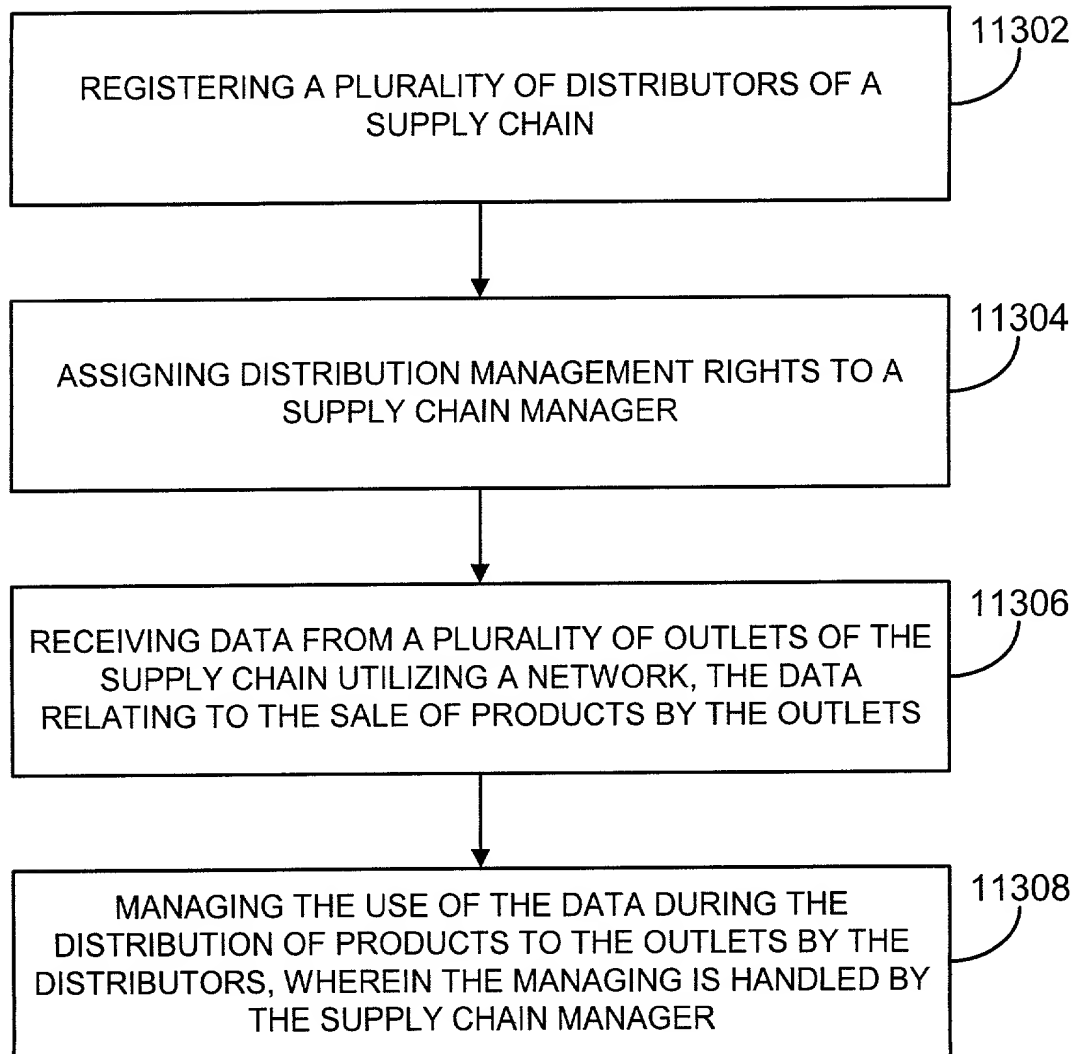 11302
REGISTERING A PLURALITY OF DISTRIBUTORS OF A
SUPPLY CHAIN
11304
ASSIGNING DISTRIBUTION MANAGEMENT RIGHTS TO A
SUPPLY CHAIN MANAGER
11306
RECEIVING DATA FROM A PLURALITY OF OUTLETS OF THE
SUPPLY CHAIN UTILIZING A NETWORK, THE DATA
RELATING TO THE SALE OF PRODUCTS BY THE OUTLETS
11308
MANAGING THE USE OF THE DATA DURING THE
DISTRIBUTION OF PRODUCTS TO THE OUTLETS BY THE
DISTRIBUTORS, WHEREIN THE MANAGING IS HANDLED BY
THE SUPPLY CHAIN MANAGER